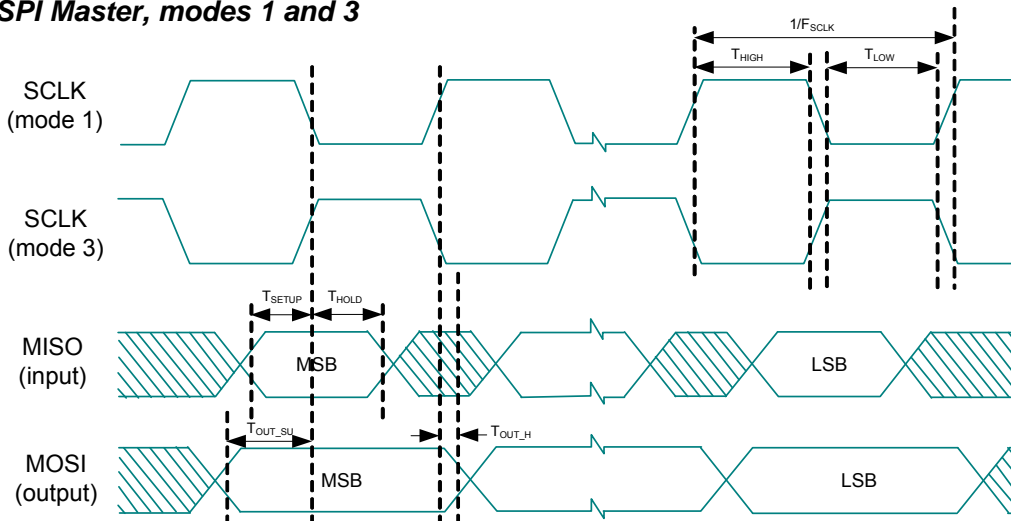 SPI Master, modes 1 and 3
1/FSCLK
THIGH
TLOW
SCLK
(mode 1)
SCLK
(mode 3)
TSETUP
THOLD
MISO
(input)
MSB
LSB
TOUT_SU
TOUT_H
MOSI
(output)
MSB
LSB